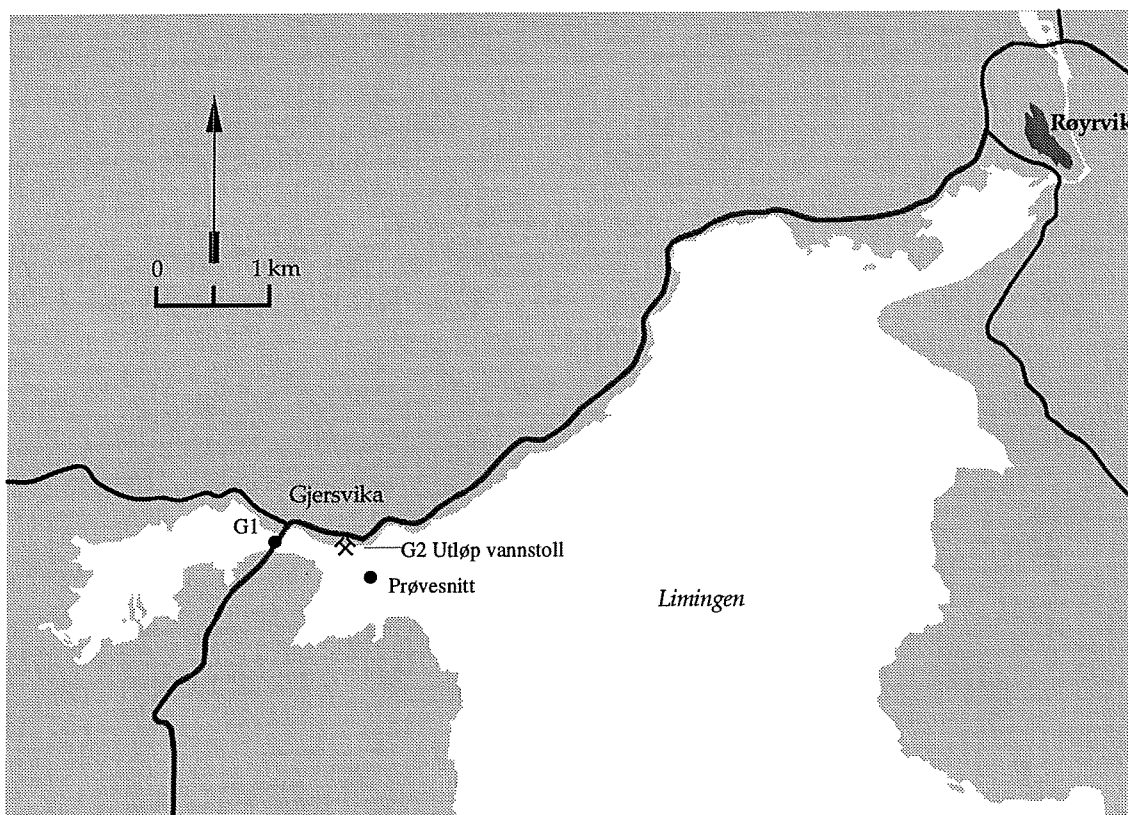 Røyrvik
0 1 km
Gjersvika
G1
G2 Utløp vannstoll
Prøvesnitt
Limingen